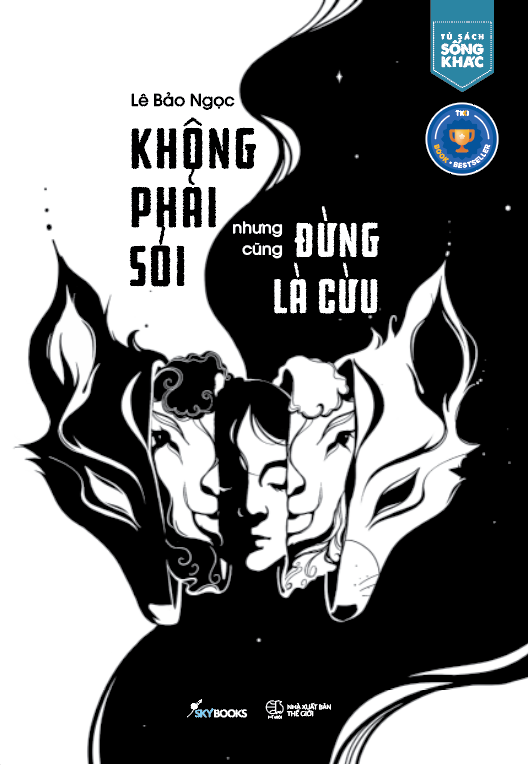 TỦ SÁCH
SỐNG
KHÁC
BOOK • BESTSELLER
Lê Bảo Ngọc
KHÔNG
PHẢI
SÓI
nhưng
cũng
ĐỪNG
LÀ CỪU
SKYBOOKS
NHÀ XUẤT BẢN
THẾ GIỚI